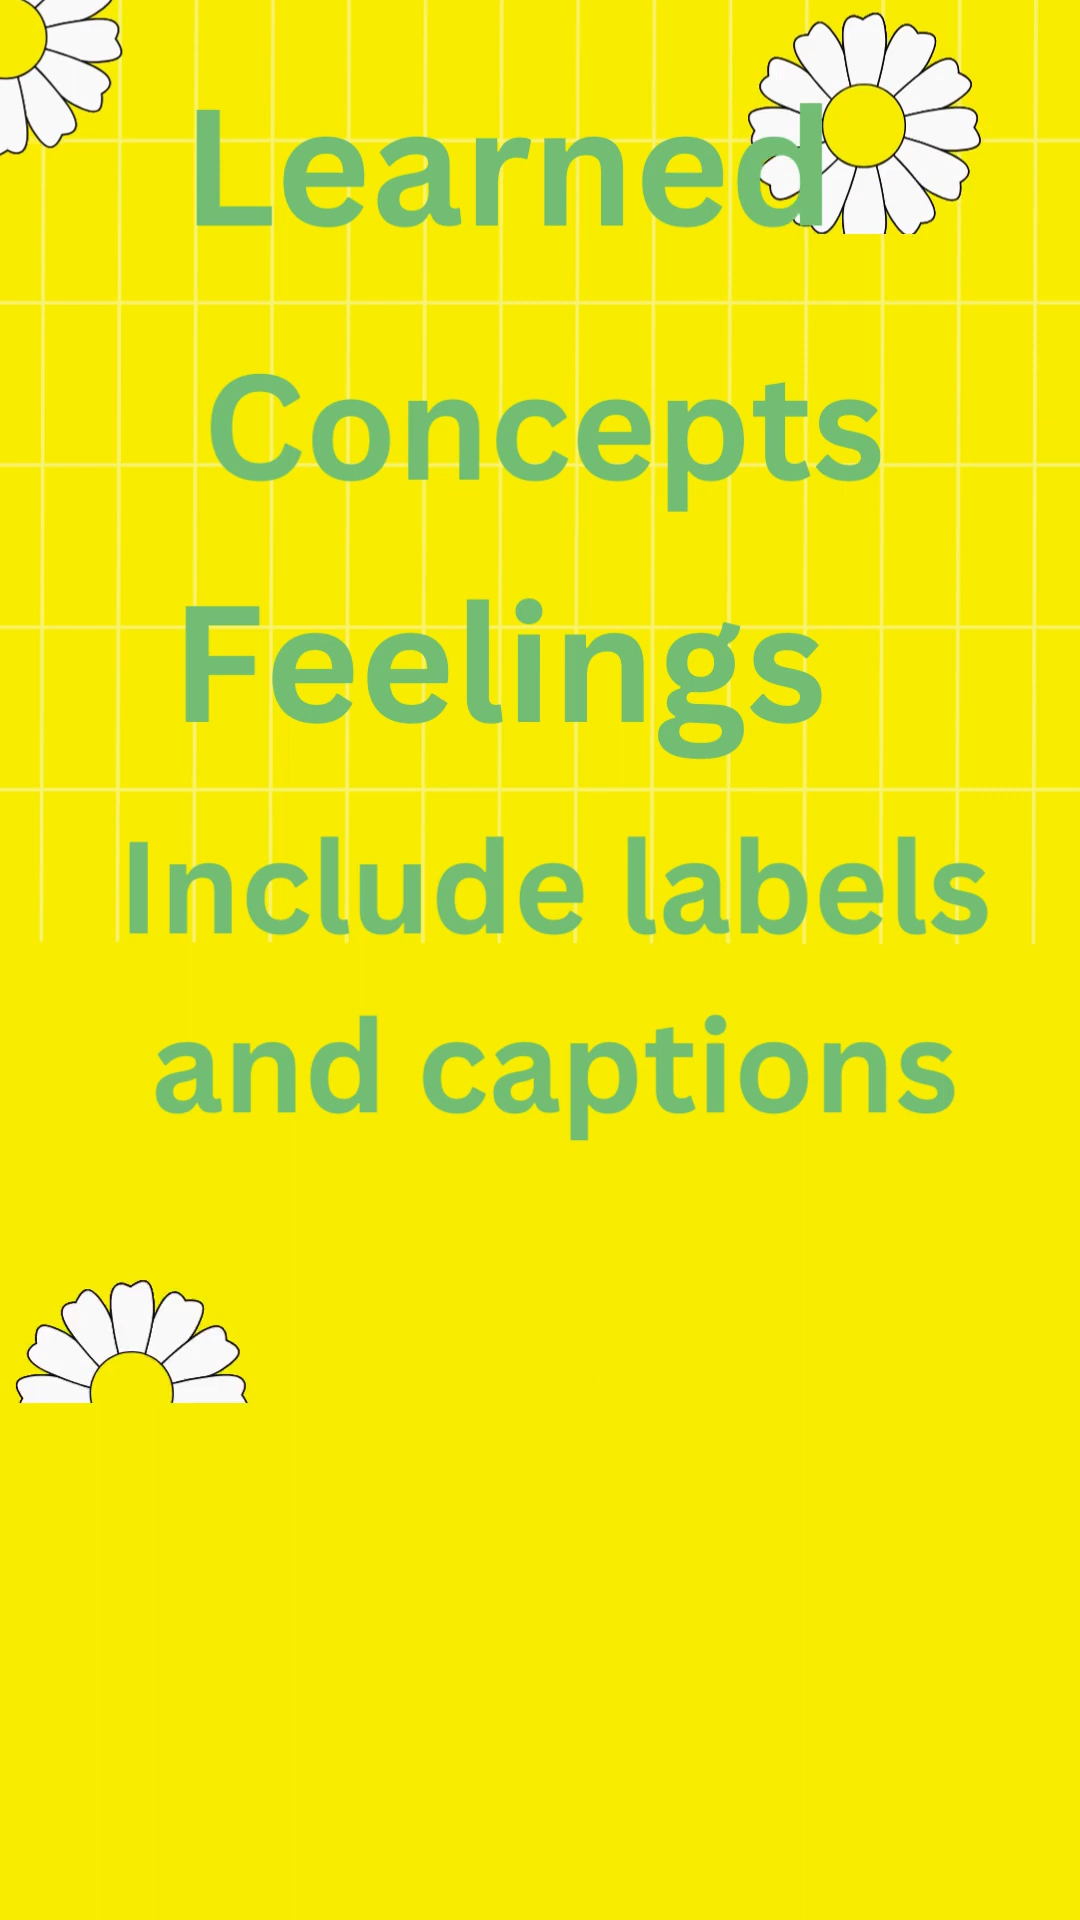 Learned
Concepts
Feelings
Include labels
and captions